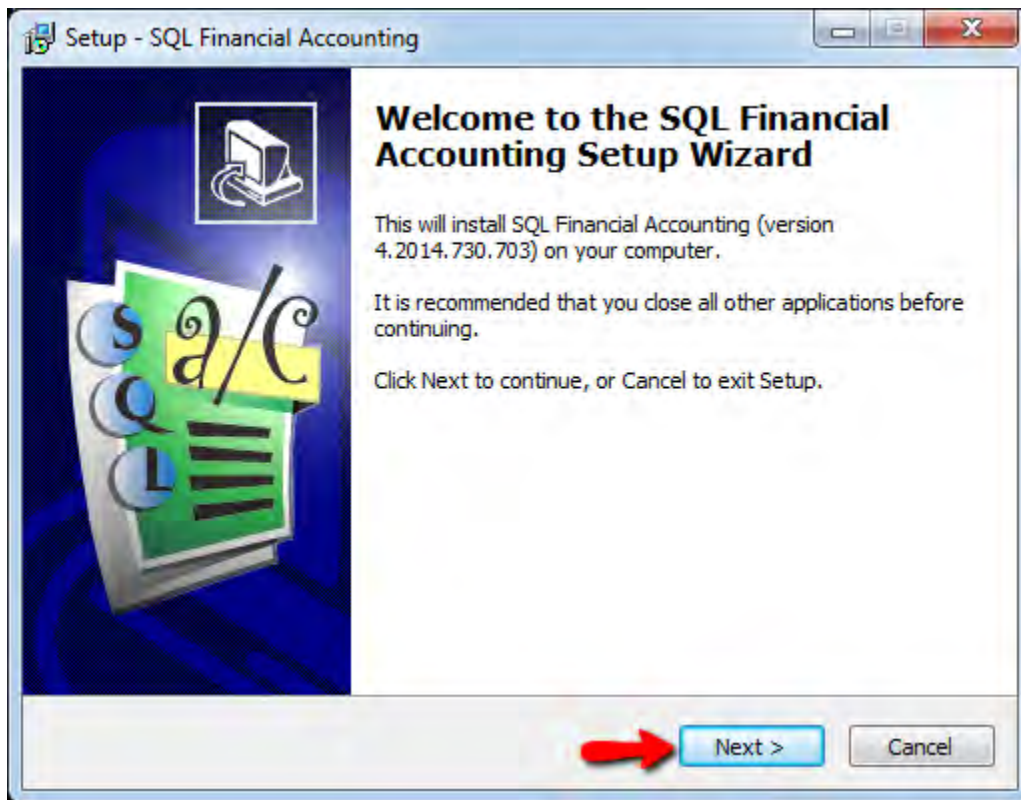 Setup - SQL Financial Accounting
Welcome to the SQL Financial
Accounting Setup Wizard
This will install SQL Financial Accounting (version
4.2014.730.703) on your computer.
It is recommended that you close all other applications before
continuing.
Click Next to continue, or Cancel to exit Setup.
S
Q
L
a/c
Next >
Cancel